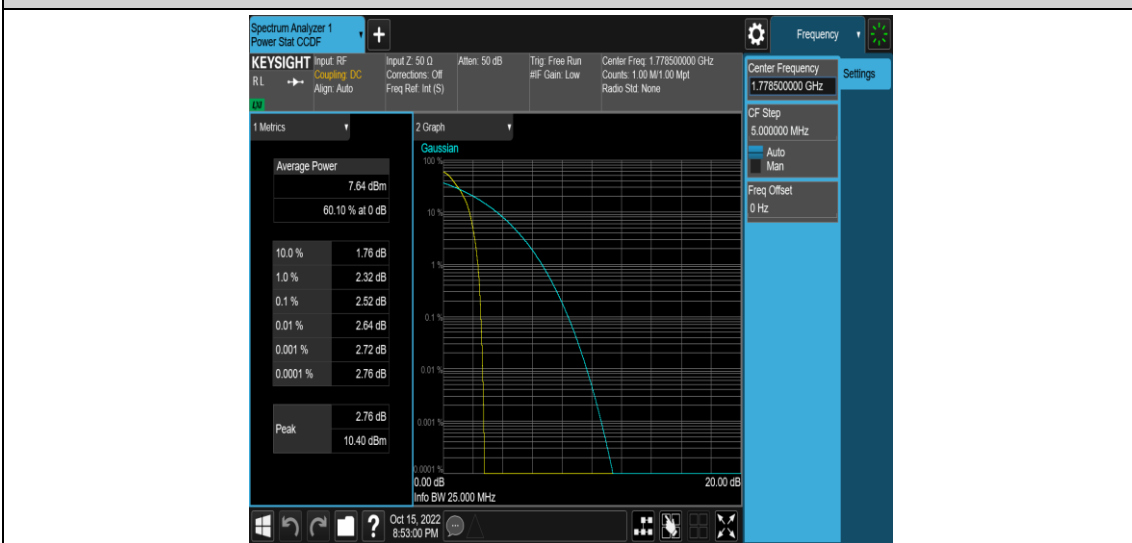 Spectrum Analyzer 1
Power Stat CCDF
+
Frequency
KEYSIGHT
RL
LXI
Input: RF
Coupling: DC
Align: Auto
Input Z: 50 Ω
Corrections: Off
Freq Ref: Int (S)
Atten: 50 dB
Trig: Free Run
#IF Gain: Low
Center Freq: 1.778500000 GHz
Counts: 1.00 M/1.00 Mpt
Radio Std: None
Center Frequency
1.778500000 GHz
Settings
CF Step
5.000000 MHz
Auto
Man
Freq Offset
0 Hz
1 Metrics
Average Power
7.64 dBm
60.10 % at 0 dB
10.0 % 1.76 dB
1.0 % 2.32 dB
0.1 % 2.52 dB
0.01 % 2.64 dB
0.001 % 2.72 dB
0.0001 % 2.76 dB
Peak
2.76 dB
10.40 dBm
2 Graph
Gaussian
100 %
10 %
1 %
0.1 %
0.01 %
0.001 %
0.0001 %
0.00 dB 20.00 dB
Info BW 25.000 MHz
?
Oct 15, 2022
8:53:00 PM